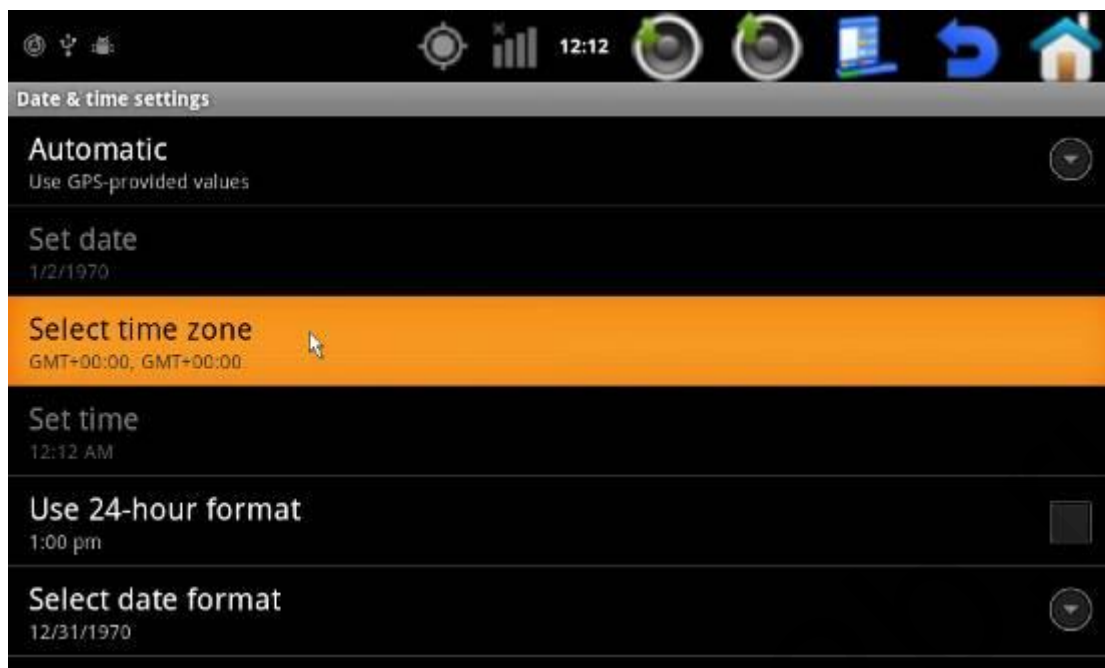 12:12
Date & time settings
Automatic
Use GPS-provided values
Set date
1/2/1970
Select time zone
GMT+00:00, GMT+00:00
Set time
12:12 AM
Use 24-hour format
1:00 pm
Select date format
12/31/1970